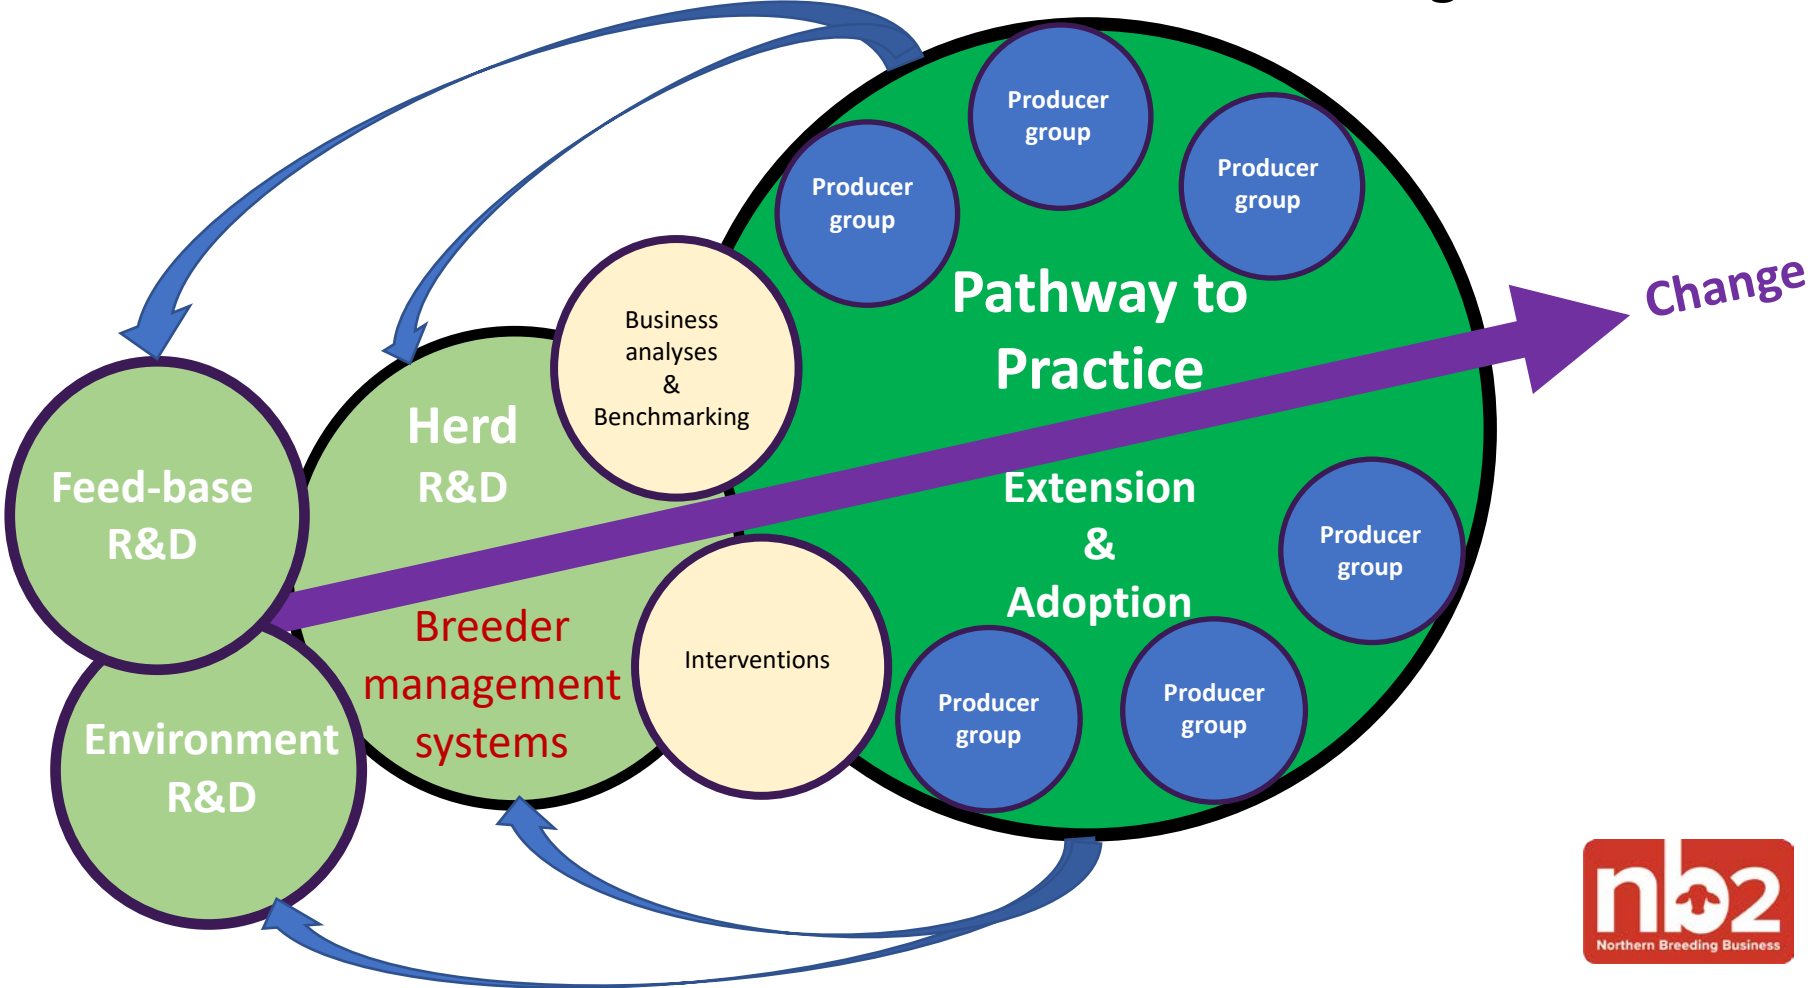 Producer
group
Producer
group
Producer
group
Change
Pathway to
Practice
Business
analyses
&
Benchmarking
Herd
R&D
Feed-base
R&D
Extension
&
Adoption
Producer
group
Breeder
management
systems
Interventions
Producer
group
Producer
group
Environment
R&D
nb2
Northern Breeding Business